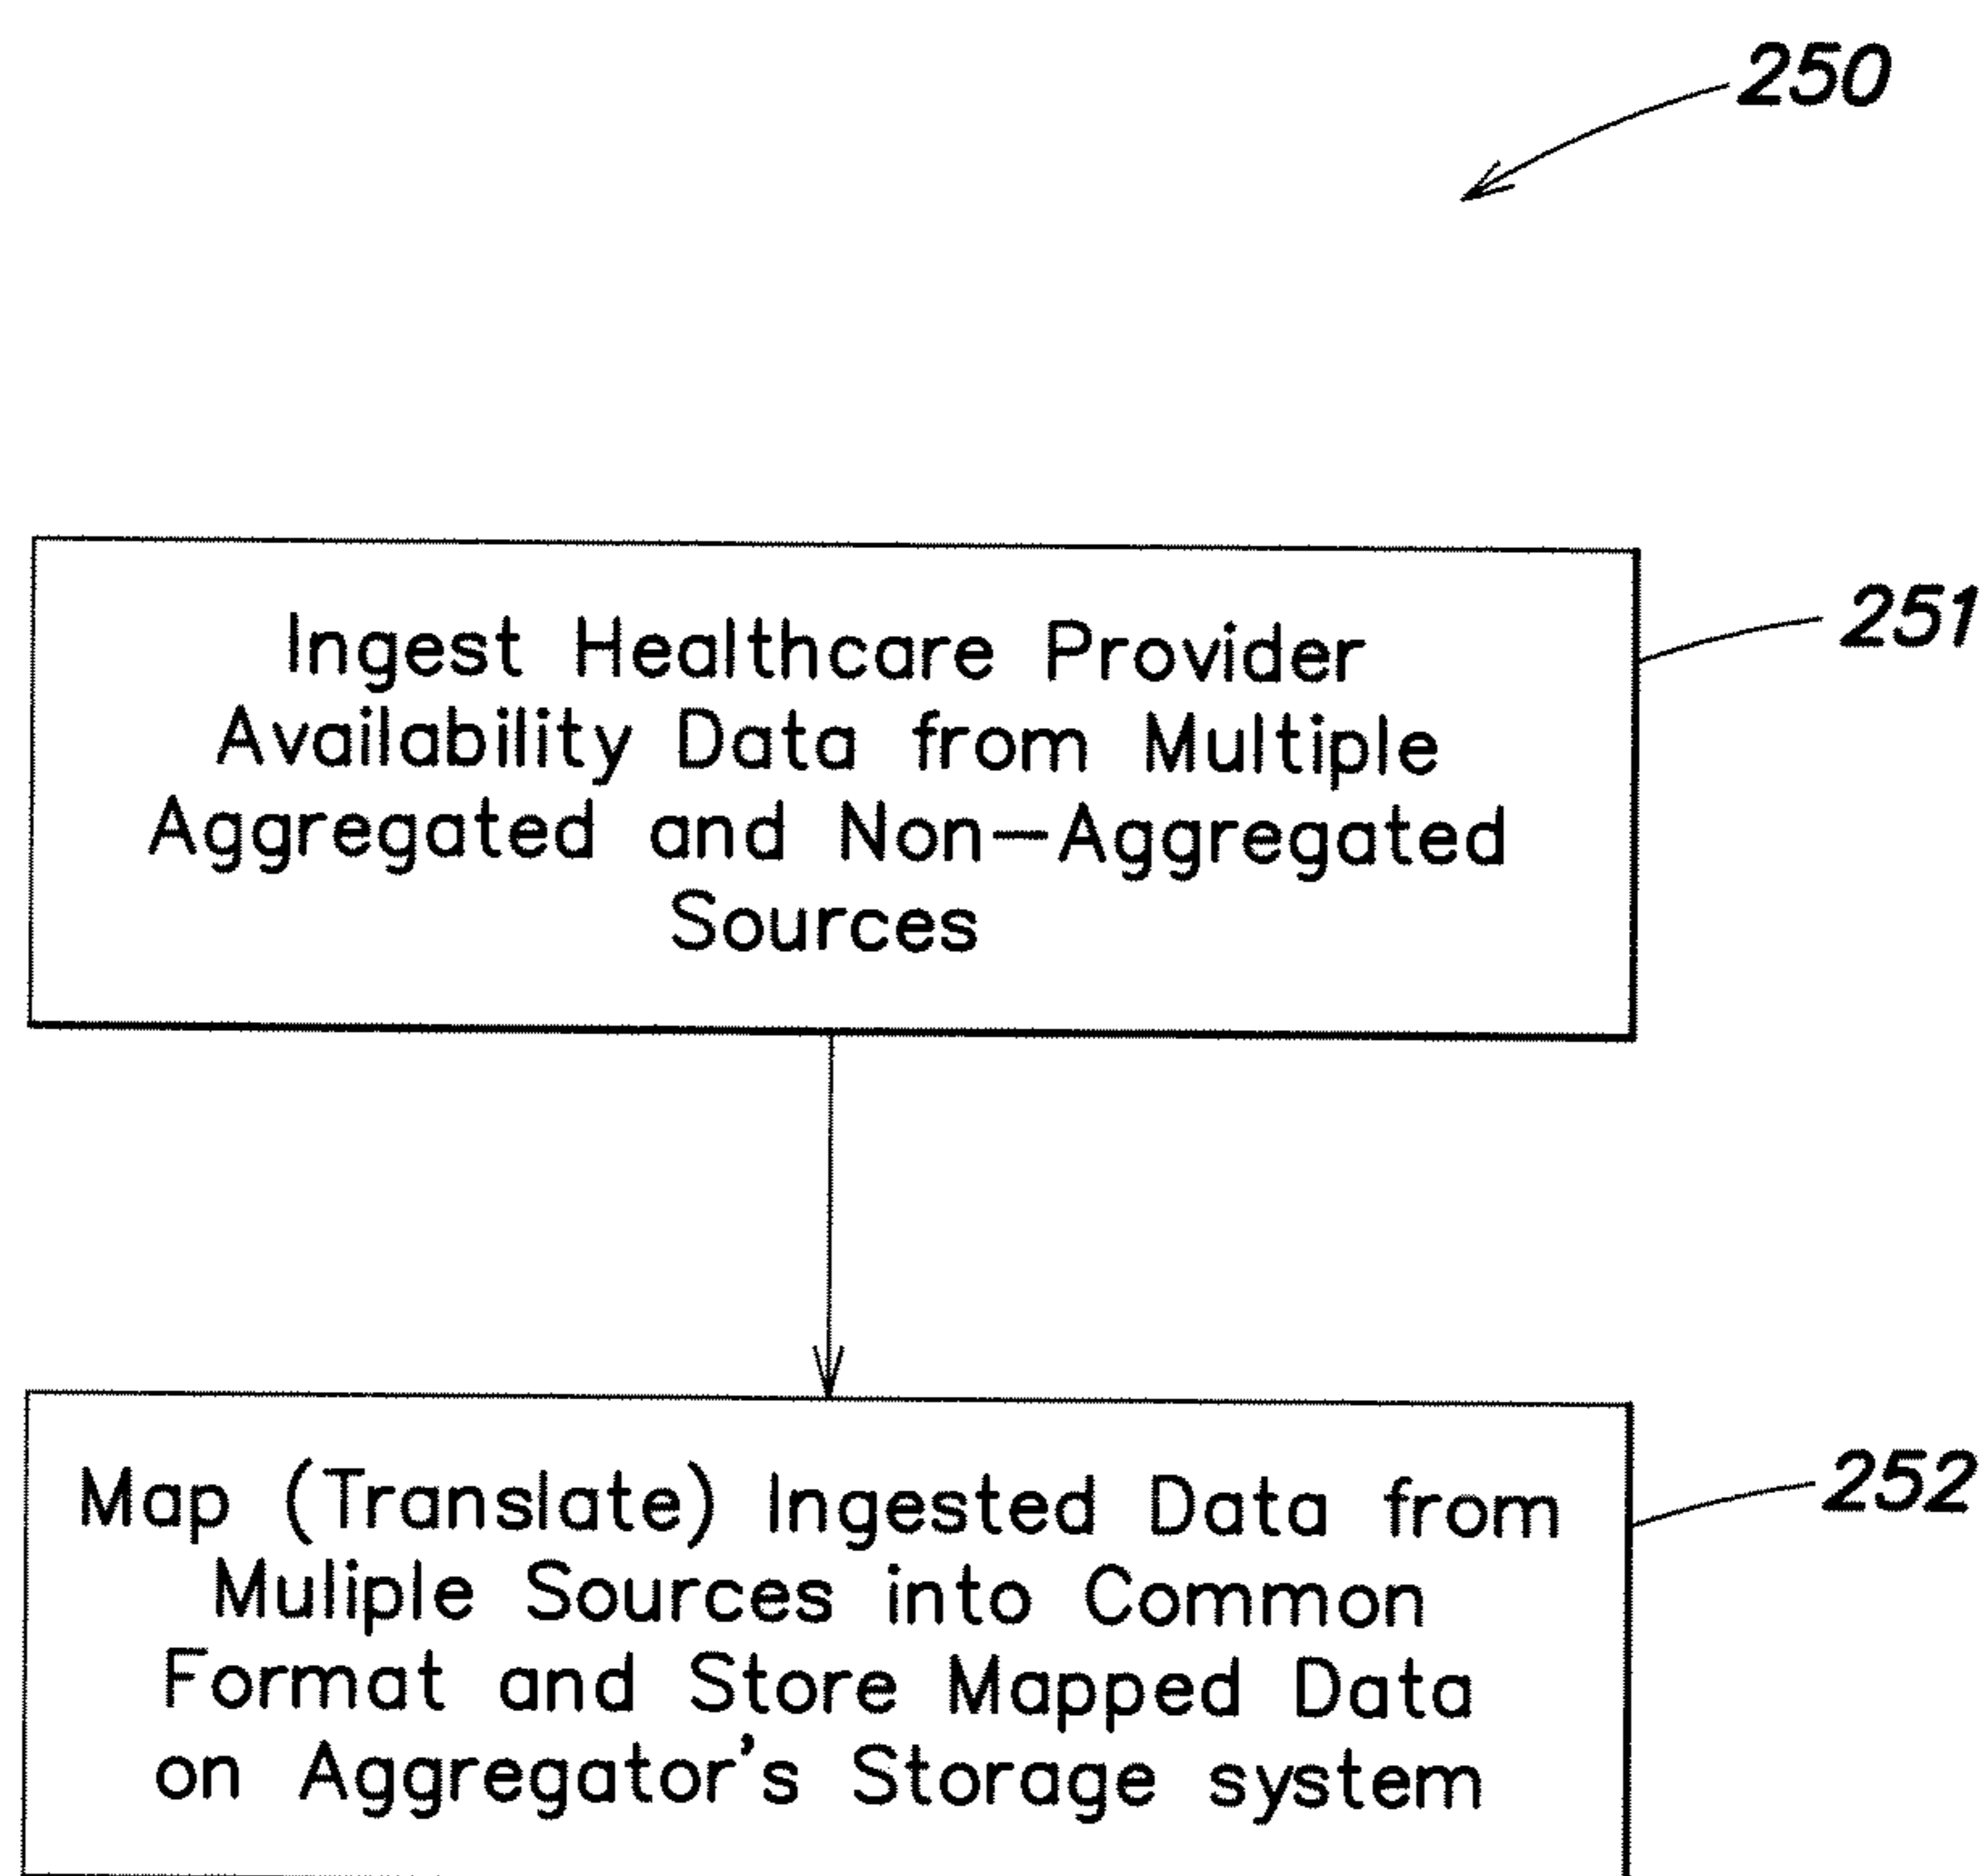 250
Ingest Healthcare Provider
251
Availability Data from Multiple
Aggregated and Non-Aggregated
Sources
Map (Translate) Ingested Data from
252
Muliple Sources into Common
Format and Store Mapped Data
on Aggregator's Storage system